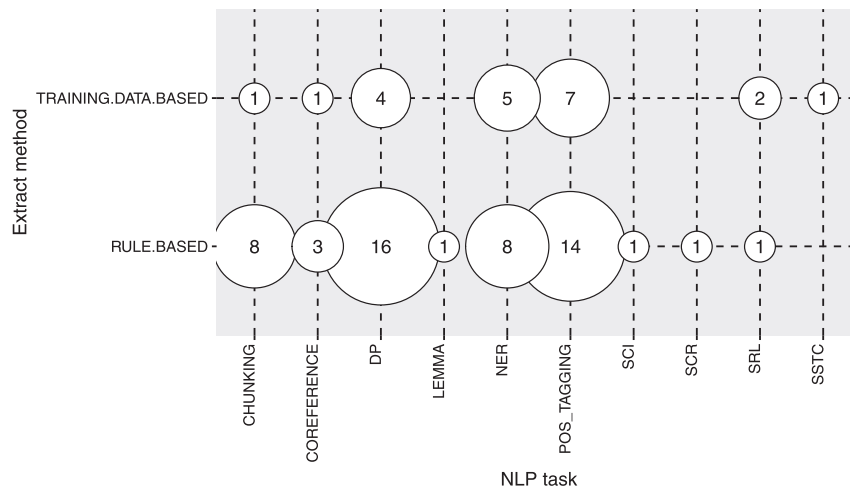 Extract method
TRAINING.DATA.BASED
1 1 4 5 7 2 1
RULE.BASED
8 3 16 1 8 14 1 1 1
CHUNKING
COREFERENCE
DP
LEMMA
NER
POS_TAGGING
SCI
SCR
SRL
SSTC
NLP task